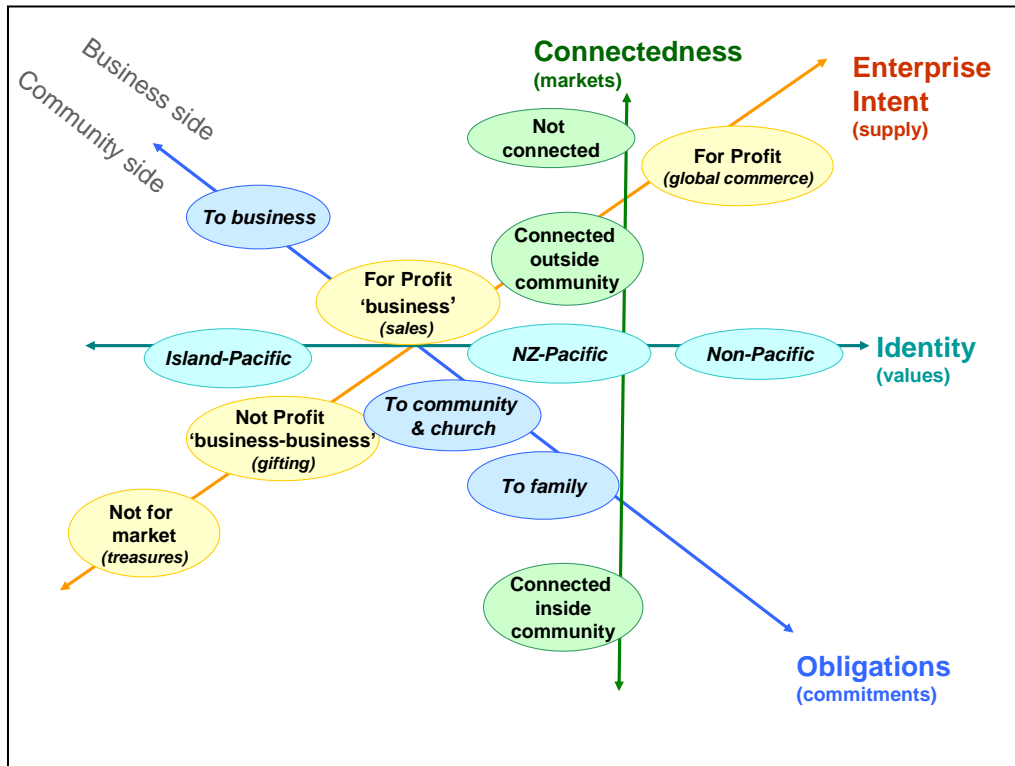 Business side
Community side
Connectedness
(markets)
Enterprise
Intent
(supply)
Not
connected
For Profit
(global commerce)
To business
Connected
outside
community
For Profit
‘business’
(sales)
Island-Pacific
NZ-Pacific
Non-Pacific
Identity
(values)
To community
& church
Not Profit
‘business-business’
(gifting)
To family
Not for
market
(treasures)
Connected
inside
community
Obligations
(commitments)